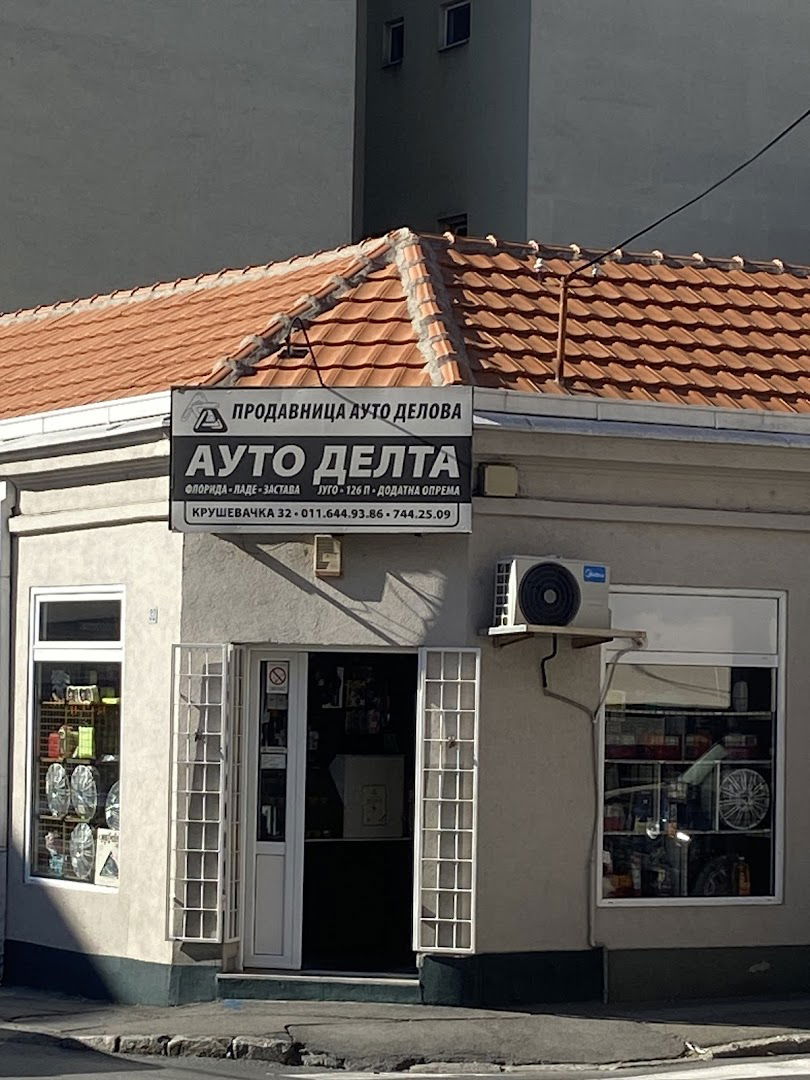 ПРОДАВНИЦА АУТО ДЕЛОВА
АУТО ДЕЛТА
ФЛОРИДА - ЛАДЕ - ЗАСТАВА ЈУГО - 126 П - ДОДАТНА ОПРЕМА
КРУШЕВАЧКА 32 • 011.644.93.86 • 744.25.09
Midea